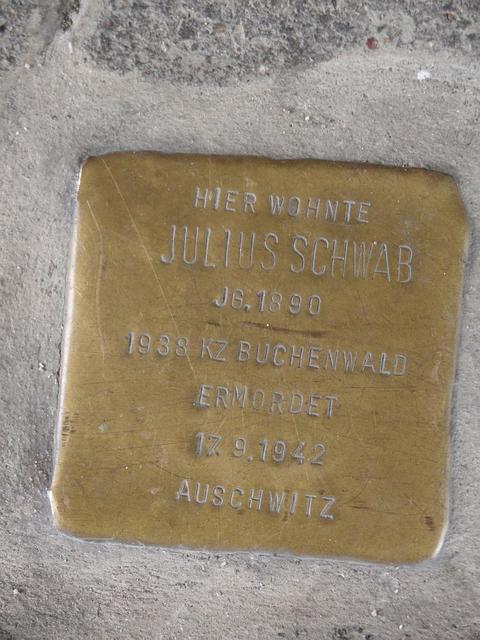 HIER WOHNTE
JULIUS SCHWAB
JG. 1890
1938 KZ BUCHENWALD
ERMORDET
17. 9. 1942
AUSCHWITZ